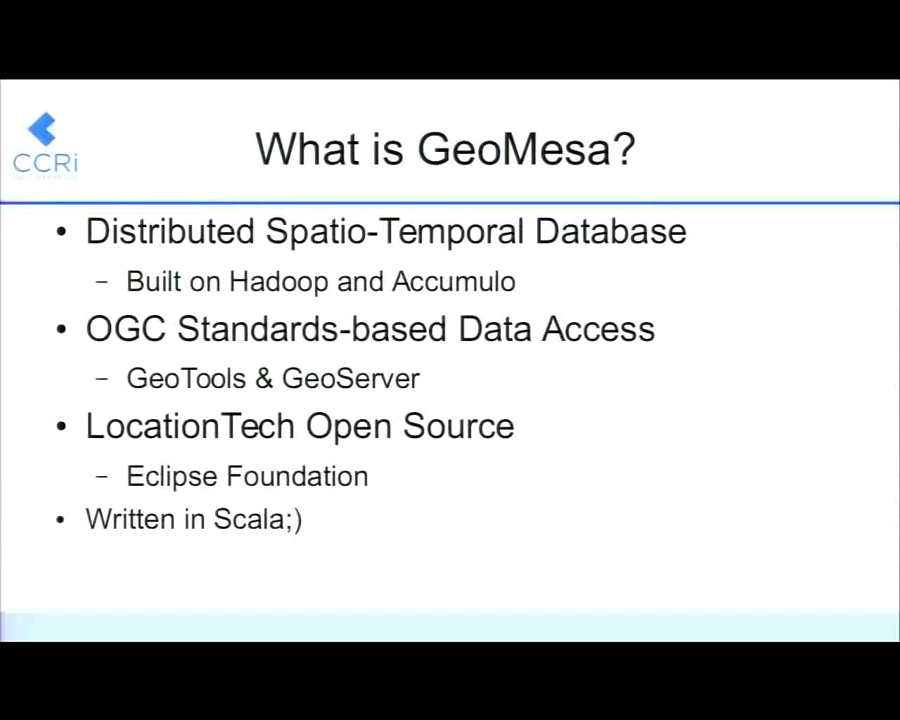 CCRi
What is GeoMesa?
• Distributed Spatio-Temporal Database
– Built on Hadoop and Accumulo
• OGC Standards-based Data Access
– GeoTools & GeoServer
• LocationTech Open Source
– Eclipse Foundation
• Written in Scala;)